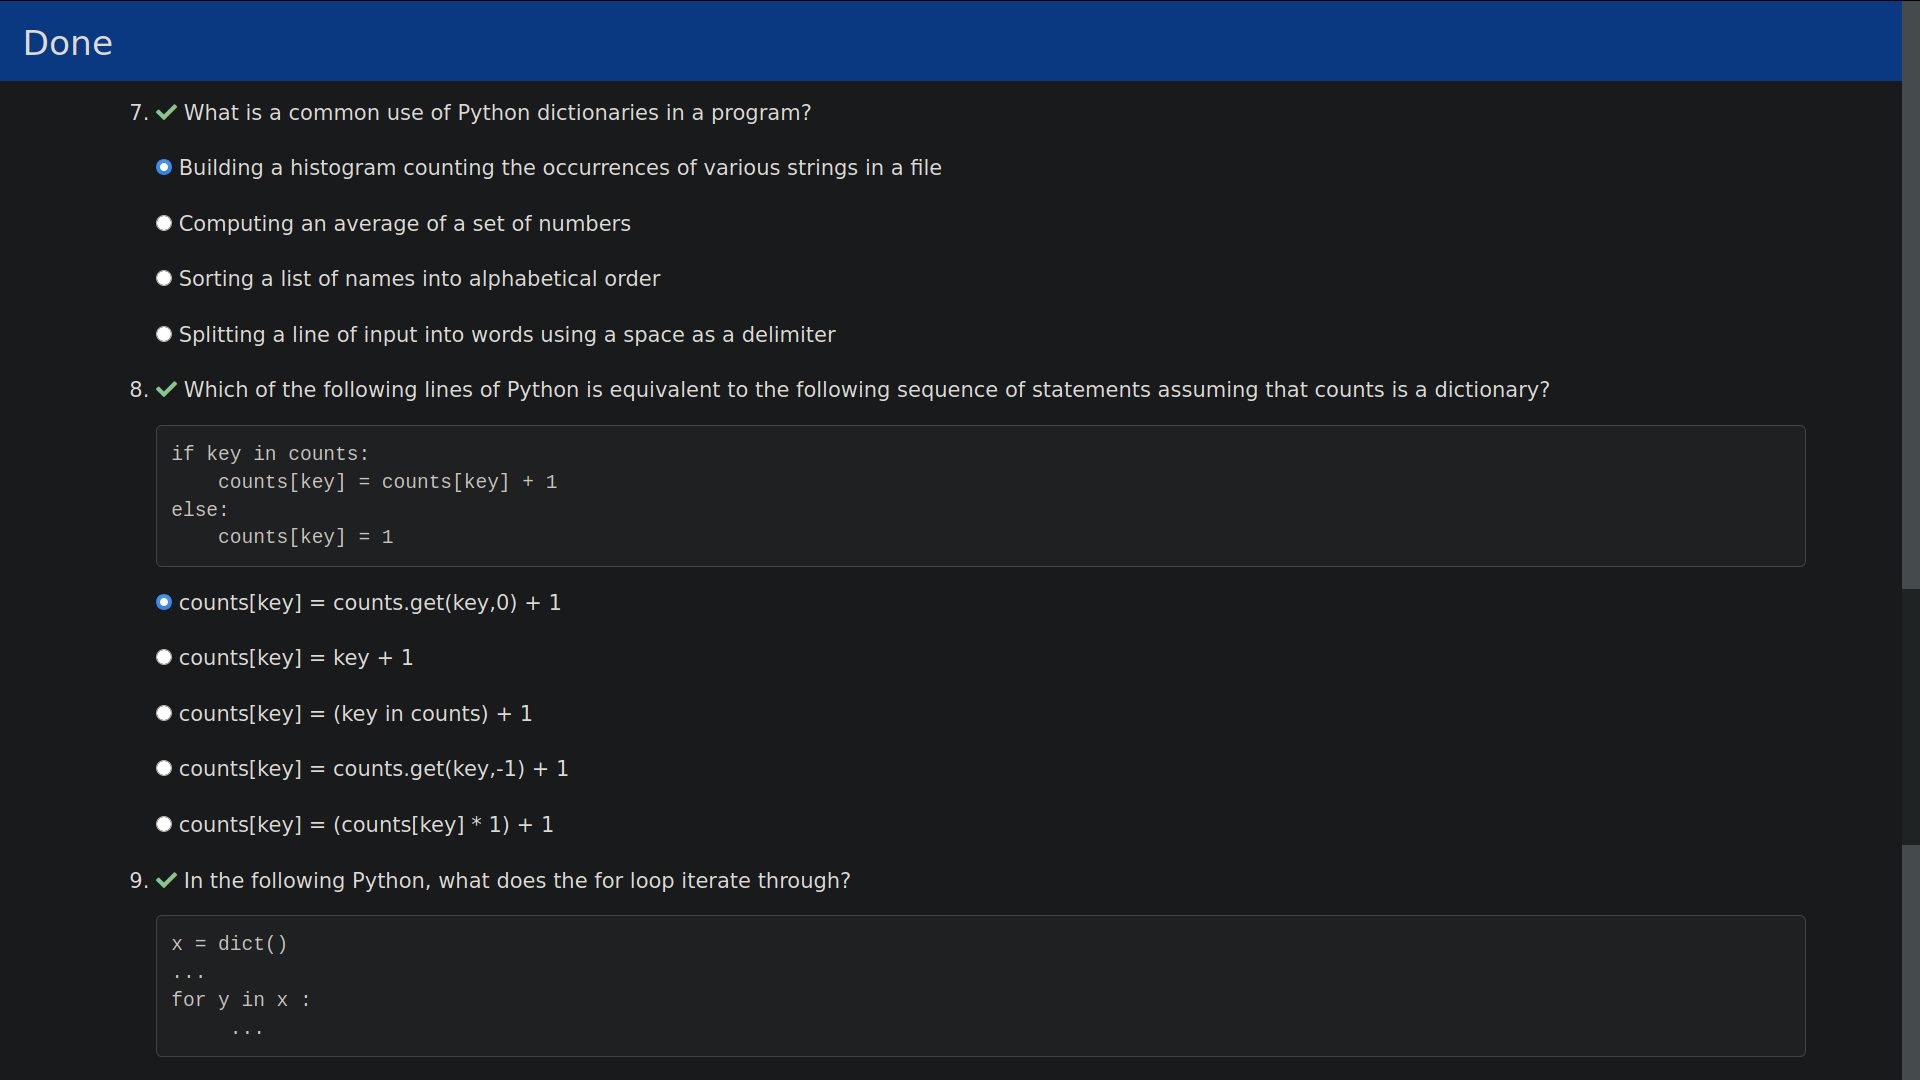 Done
7. What is a common use of Python dictionaries in a program?
Building a histogram counting the occurrences of various strings in a file
Computing an average of a set of numbers
Sorting a list of names into alphabetical order
Splitting a line of input into words using a space as a delimiter
8. Which of the following lines of Python is equivalent to the following sequence of statements assuming that counts is a dictionary?
if key in counts:
    counts[key] = counts[key] + 1
else:
    counts[key] = 1
counts[key] = counts.get(key,0) + 1
counts[key] = key + 1
counts[key] = (key in counts) + 1
counts[key] = counts.get(key,-1) + 1
counts[key] = (counts[key] * 1) + 1
9. In the following Python, what does the for loop iterate through?
x = dict()
...
for y in x :
     ...